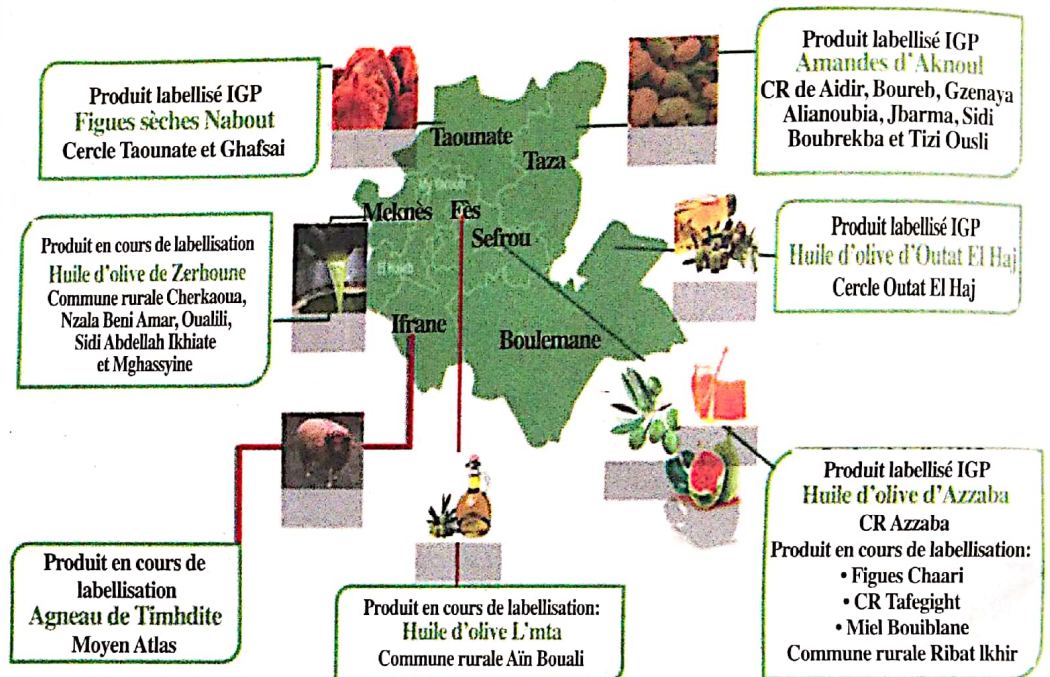 Produit labellisé IGP
Figues sèches Nabout
Cercle Taounate et Ghafsai
Produit labellisé IGP
Amandes d'Aknoul
CR de Aidir, Boureb, Gzenaya
Alianoubia, Jbarma, Sidi
Boubrekba et Tizi Ousli
Taounate
Taza
Meknès
Fès
Sefrou
El Hajeb
Ifrane
Boulemane
Produit en cours de labellisation
Huile d'olive de Zerboune
Commune rurale Cherkaoua,
Nzala Beni Amar, Oualili,
Sidi Abdellah Ikhiate
et Mghassyine
Produit labellisé IGP
Huile d'olive d'Outat El Haj
Cercle Outat El Haj
Produit en cours de
labellisation
Agneau de Timhdite
Moyen Atlas
Produit en cours de labellisation:
Huile d'olive L'mta
Commune rurale Aïn Bouali
Produit labellisé IGP
Huile d'olive d'Azzaba
CR Azzaba
Produit en cours de labellisation:
• Figues Chaari
• CR Tafegight
• Miel Bouiblane
Commune rurale Ribat lkhir